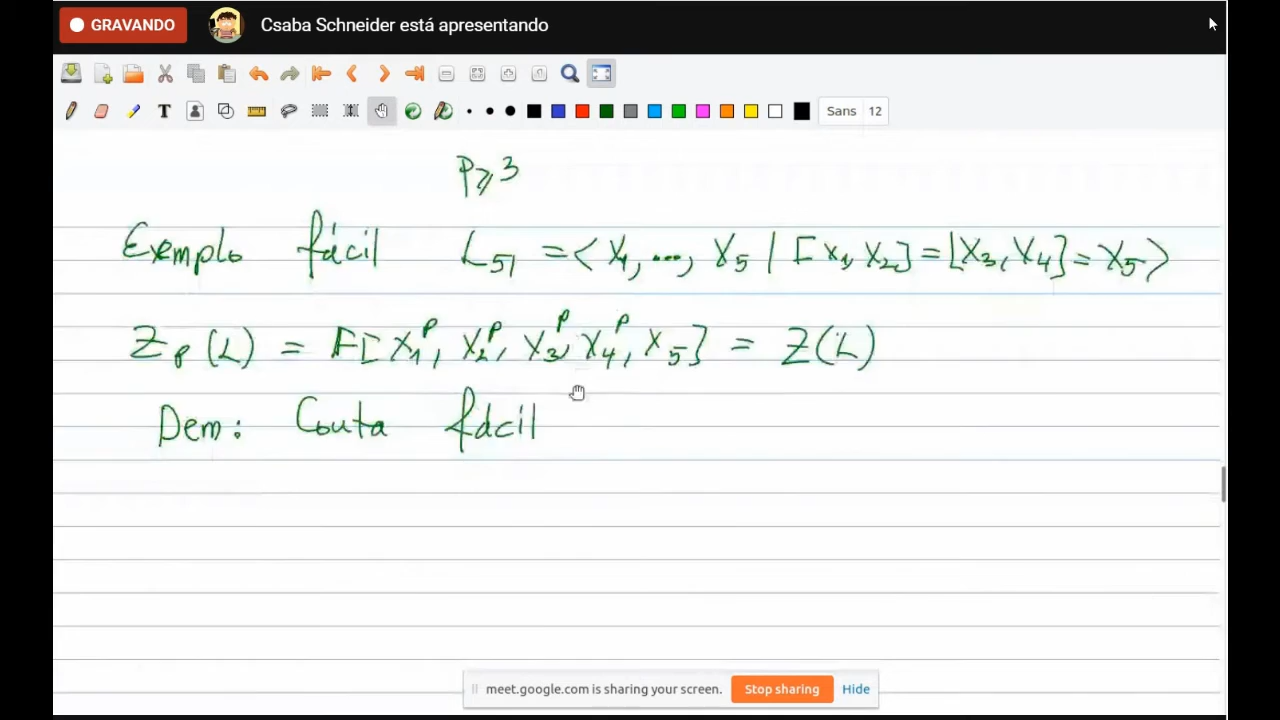 GRAVANDO Csaba Schneider está apresentando
T Sans 12
p ⩾ 3
Exemplo fácil L51 = ⟨ x1, ..., x5 | [x1, x2] = [x3, x4] = x5 ⟩
Zp(L) = F[x1^p, x2^p, x3^p, x4^p, x5] = Z(L)
Dem: Conta fácil
meet.google.com is sharing your screen. Stop sharing Hide